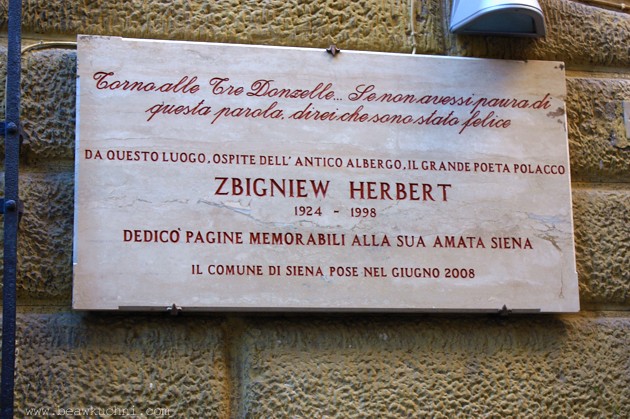 Torno alle Tre Donzelle... Se non avessi paura di
questa parola, direi che sono stato felice
DA QUESTO LUOGO, OSPITE DELL' ANTICO ALBERGO, IL GRANDE POETA POLACCO
ZBIGNIEW HERBERT
1924 - 1998
DEDICO' PAGINE MEMORABILI ALLA SUA AMATA SIENA
IL COMUNE DI SIENA POSE NEL GIUGNO 2008
www.beawkuchni.com